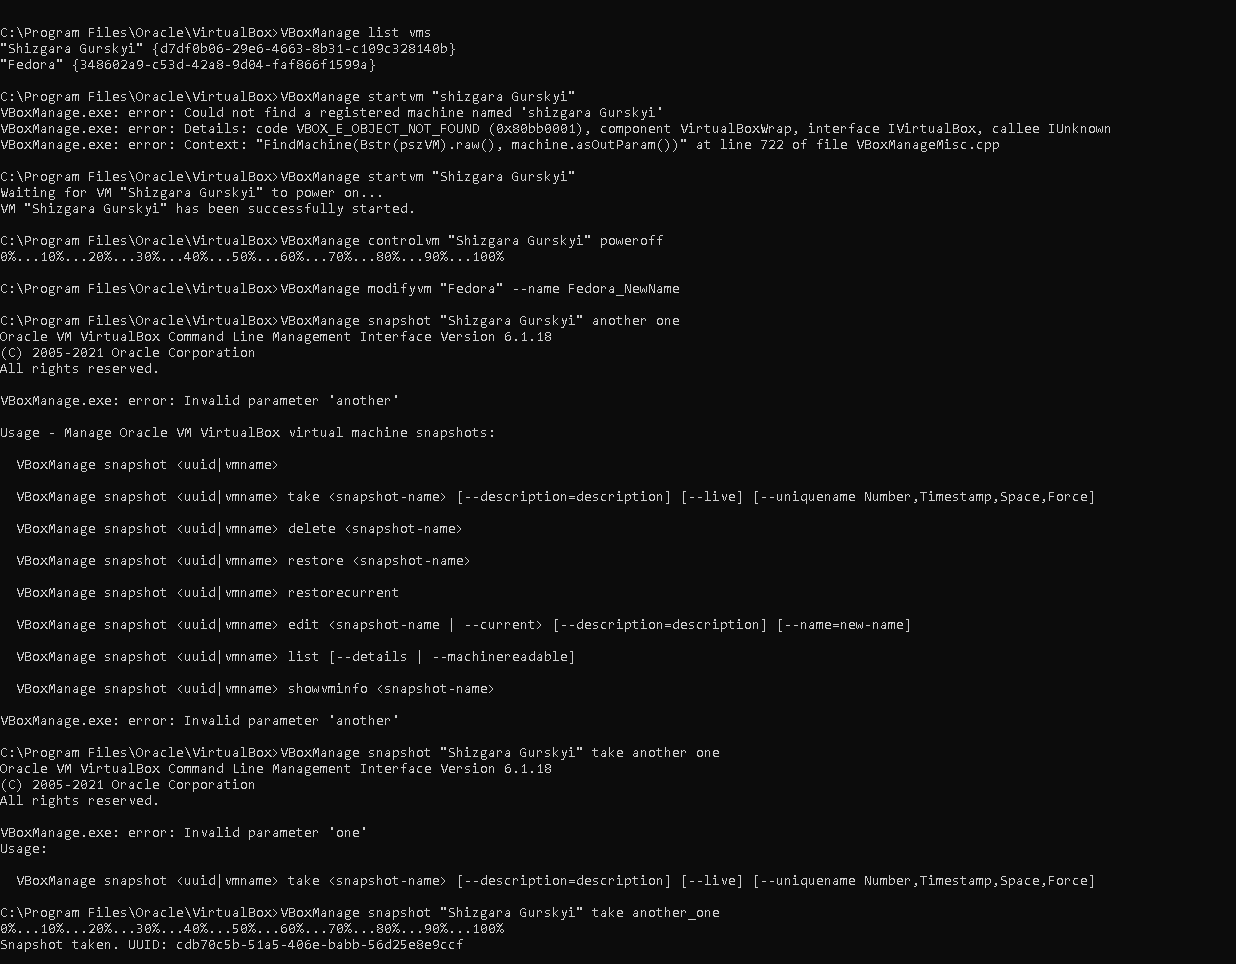 C:\Program Files\Oracle\VirtualBox>VBoxManage list vms
"Shizgara Gurskyi" {d7df0b06-29e6-4663-8b31-c109c328140b}
"Fedora" {348602a9-c53d-42a8-9d04-faf866f1599a}
C:\Program Files\Oracle\VirtualBox>VBoxManage startvm "shizgara Gurskyi"
VBoxManage.exe: error: Could not find a registered machine named 'shizgara Gurskyi'
VBoxManage.exe: error: Details: code VBOX_E_OBJECT_NOT_FOUND (0x80bb0001), component VirtualBoxWrap, interface IVirtualBox, callee IUnknown
VBoxManage.exe: error: Context: "FindMachine(Bstr(pszVM).raw(), machine.asOutParam())" at line 722 of file VBoxManageMisc.cpp
C:\Program Files\Oracle\VirtualBox>VBoxManage startvm "Shizgara Gurskyi"
Waiting for VM "Shizgara Gurskyi" to power on...
VM "Shizgara Gurskyi" has been successfully started.
C:\Program Files\Oracle\VirtualBox>VBoxManage controlvm "Shizgara Gurskyi" poweroff
0%...10%...20%...30%...40%...50%...60%...70%...80%...90%...100%
C:\Program Files\Oracle\VirtualBox>VBoxManage modifyvm "Fedora" --name Fedora_NewName
C:\Program Files\Oracle\VirtualBox>VBoxManage snapshot "Shizgara Gurskyi" another one
Oracle VM VirtualBox Command Line Management Interface Version 6.1.18
(C) 2005-2021 Oracle Corporation
All rights reserved.
VBoxManage.exe: error: Invalid parameter 'another'
Usage - Manage Oracle VM VirtualBox virtual machine snapshots:
VBoxManage snapshot <uuid|vmname>
VBoxManage snapshot <uuid|vmname> take <snapshot-name> [--description=description] [--live] [--uniquename Number,Timestamp,Space,Force]
VBoxManage snapshot <uuid|vmname> delete <snapshot-name>
VBoxManage snapshot <uuid|vmname> restore <snapshot-name>
VBoxManage snapshot <uuid|vmname> restorecurrent
VBoxManage snapshot <uuid|vmname> edit <snapshot-name | --current> [--description=description] [--name=new-name]
VBoxManage snapshot <uuid|vmname> list [--details | --machinereadable]
VBoxManage snapshot <uuid|vmname> showvminfo <snapshot-name>
VBoxManage.exe: error: Invalid parameter 'another'
C:\Program Files\Oracle\VirtualBox>VBoxManage snapshot "Shizgara Gurskyi" take another one
Oracle VM VirtualBox Command Line Management Interface Version 6.1.18
(C) 2005-2021 Oracle Corporation
All rights reserved.
VBoxManage.exe: error: Invalid parameter 'one'
Usage:
VBoxManage snapshot <uuid|vmname> take <snapshot-name> [--description=description] [--live] [--uniquename Number,Timestamp,Space,Force]
C:\Program Files\Oracle\VirtualBox>VBoxManage snapshot "Shizgara Gurskyi" take another_one
0%...10%...20%...30%...40%...50%...60%...70%...80%...90%...100%
Snapshot taken. UUID: cdb70c5b-51a5-406e-babb-56d25e8e9ccf